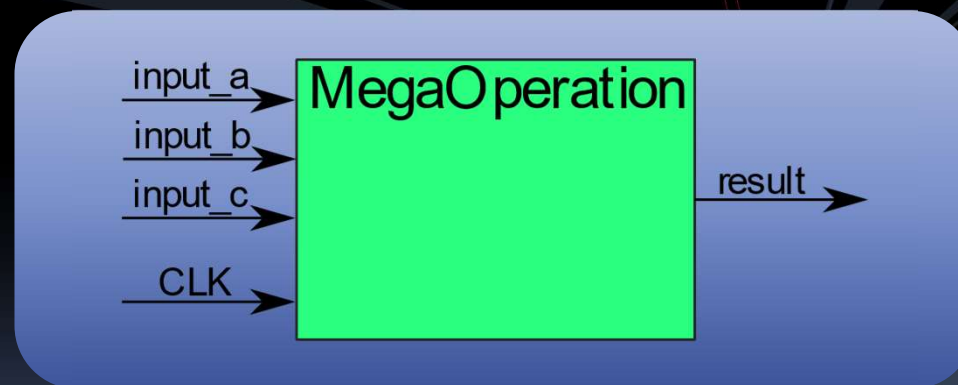 input_a
MegaOperation
input_b
input_c
result
CLK